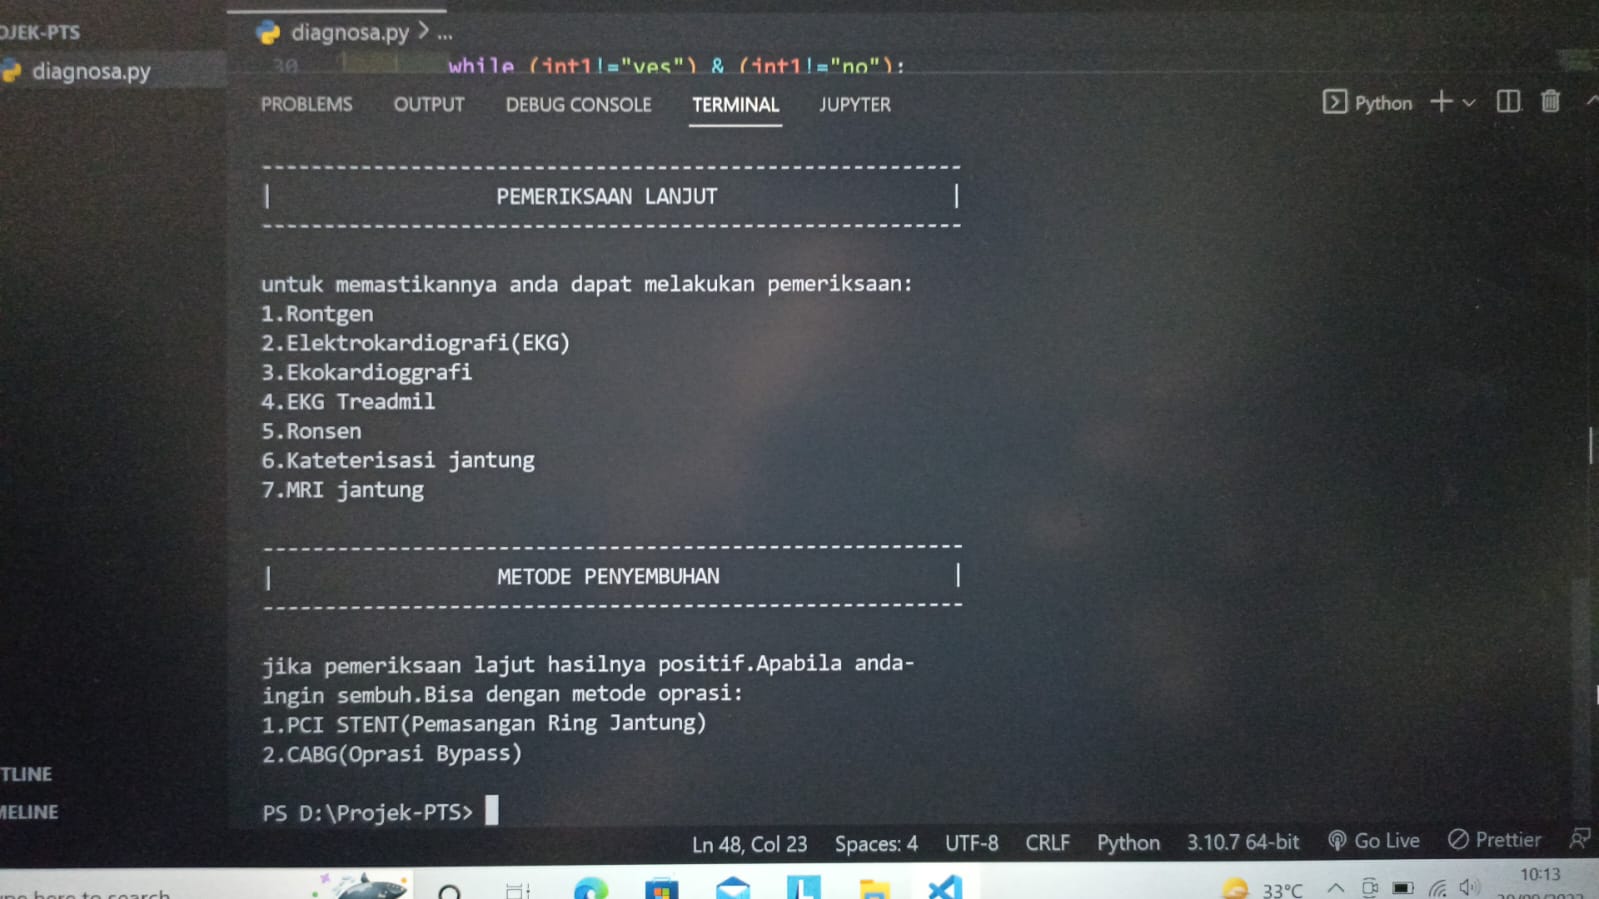 OJEK-PTS
diagnosa.py
diagnosa.py > ...
30 while (int1!="yes") & (int1!="no"):
PROBLEMS OUTPUT DEBUG CONSOLE TERMINAL JUPYTER
Python
-------------------------------------------------------
| PEMERIKSAAN LANJUT |
-------------------------------------------------------
untuk memastikannya anda dapat melakukan pemeriksaan:
1.Rontgen
2.Elektrokardiografi(EKG)
3.Ekokardioggrafi
4.EKG Treadmil
5.Ronsen
6.Kateterisasi jantung
7.MRI jantung
-------------------------------------------------------
| METODE PENYEMBUHAN |
-------------------------------------------------------
jika pemeriksaan lajut hasilnya positif.Apabila anda-
ingin sembuh.Bisa dengan metode oprasi:
1.PCI STENT(Pemasangan Ring Jantung)
2.CABG(Oprasi Bypass)
PS D:\Projek-PTS>
TLINE
MELINE
Ln 48, Col 23 Spaces: 4 UTF-8 CRLF Python 3.10.7 64-bit Go Live Prettier
pe here to search
33°C
10:13